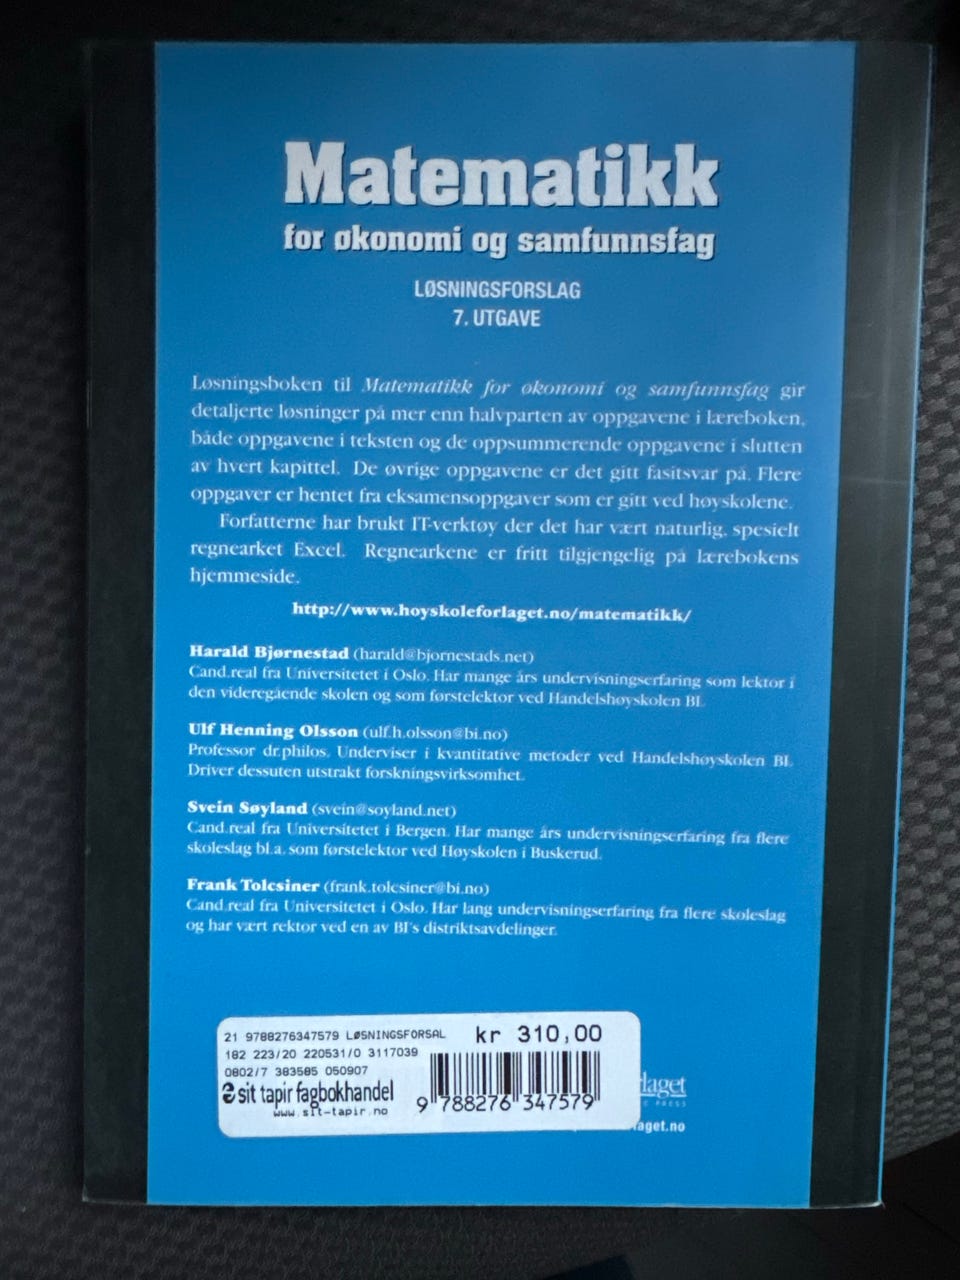 Matematikk
for økonomi og samfunnsfag
LØSNINGSFORSLAG
7. UTGAVE
Løsningsboken til Matematikk for økonomi og samfunnsfag gir
detaljerte løsninger på mer enn halvparten av oppgavene i læreboken,
både oppgavene i teksten og de oppsummerende oppgavene i slutten
av hvert kapittel. De øvrige oppgavene er det gitt fasitsvar på. Flere
oppgaver er hentet fra eksamensoppgaver som er gitt ved høyskolene.
Forfatterne har brukt IT-verktøy der det har vært naturlig, spesielt
regnearket Excel. Regnearkene er fritt tilgjengelig på lærebokens
hjemmeside.
http://www.hoyskoleforlaget.no/matematikk/
Harald Bjørnestad (harald@bjornestads.net)
Cand.real fra Universitetet i Oslo. Har mange års undervisningserfaring som lektor i
den videregående skolen og som førstelektor ved Handelshøyskolen BI.
Ulf Henning Olsson (ulf.h.olsson@bi.no)
Professor dr.philos. Underviser i kvantitative metoder ved Handelshøyskolen BI.
Driver dessuten utstrakt forskningsvirksomhet.
Svein Søyland (svein@soyland.net)
Cand.real fra Universitetet i Bergen. Har mange års undervisningserfaring fra flere
skoleslag bl.a. som førstelektor ved Høyskolen i Buskerud.
Frank Tolcsiner (frank.tolcsiner@bi.no)
Cand.real fra Universitetet i Oslo. Har lang undervisningserfaring fra flere skoleslag
og har vært rektor ved en av BI's distriktsavdelinger.
21 9788276347579 LØSNINGSFORSAL kr 310,00
182 223/20 220531/0 3117039
0802/7 383585 050907
sit tapir fagbokhandel
www.sit-tapir.no
9 788276 347579
laget
C PRESS
laget.no